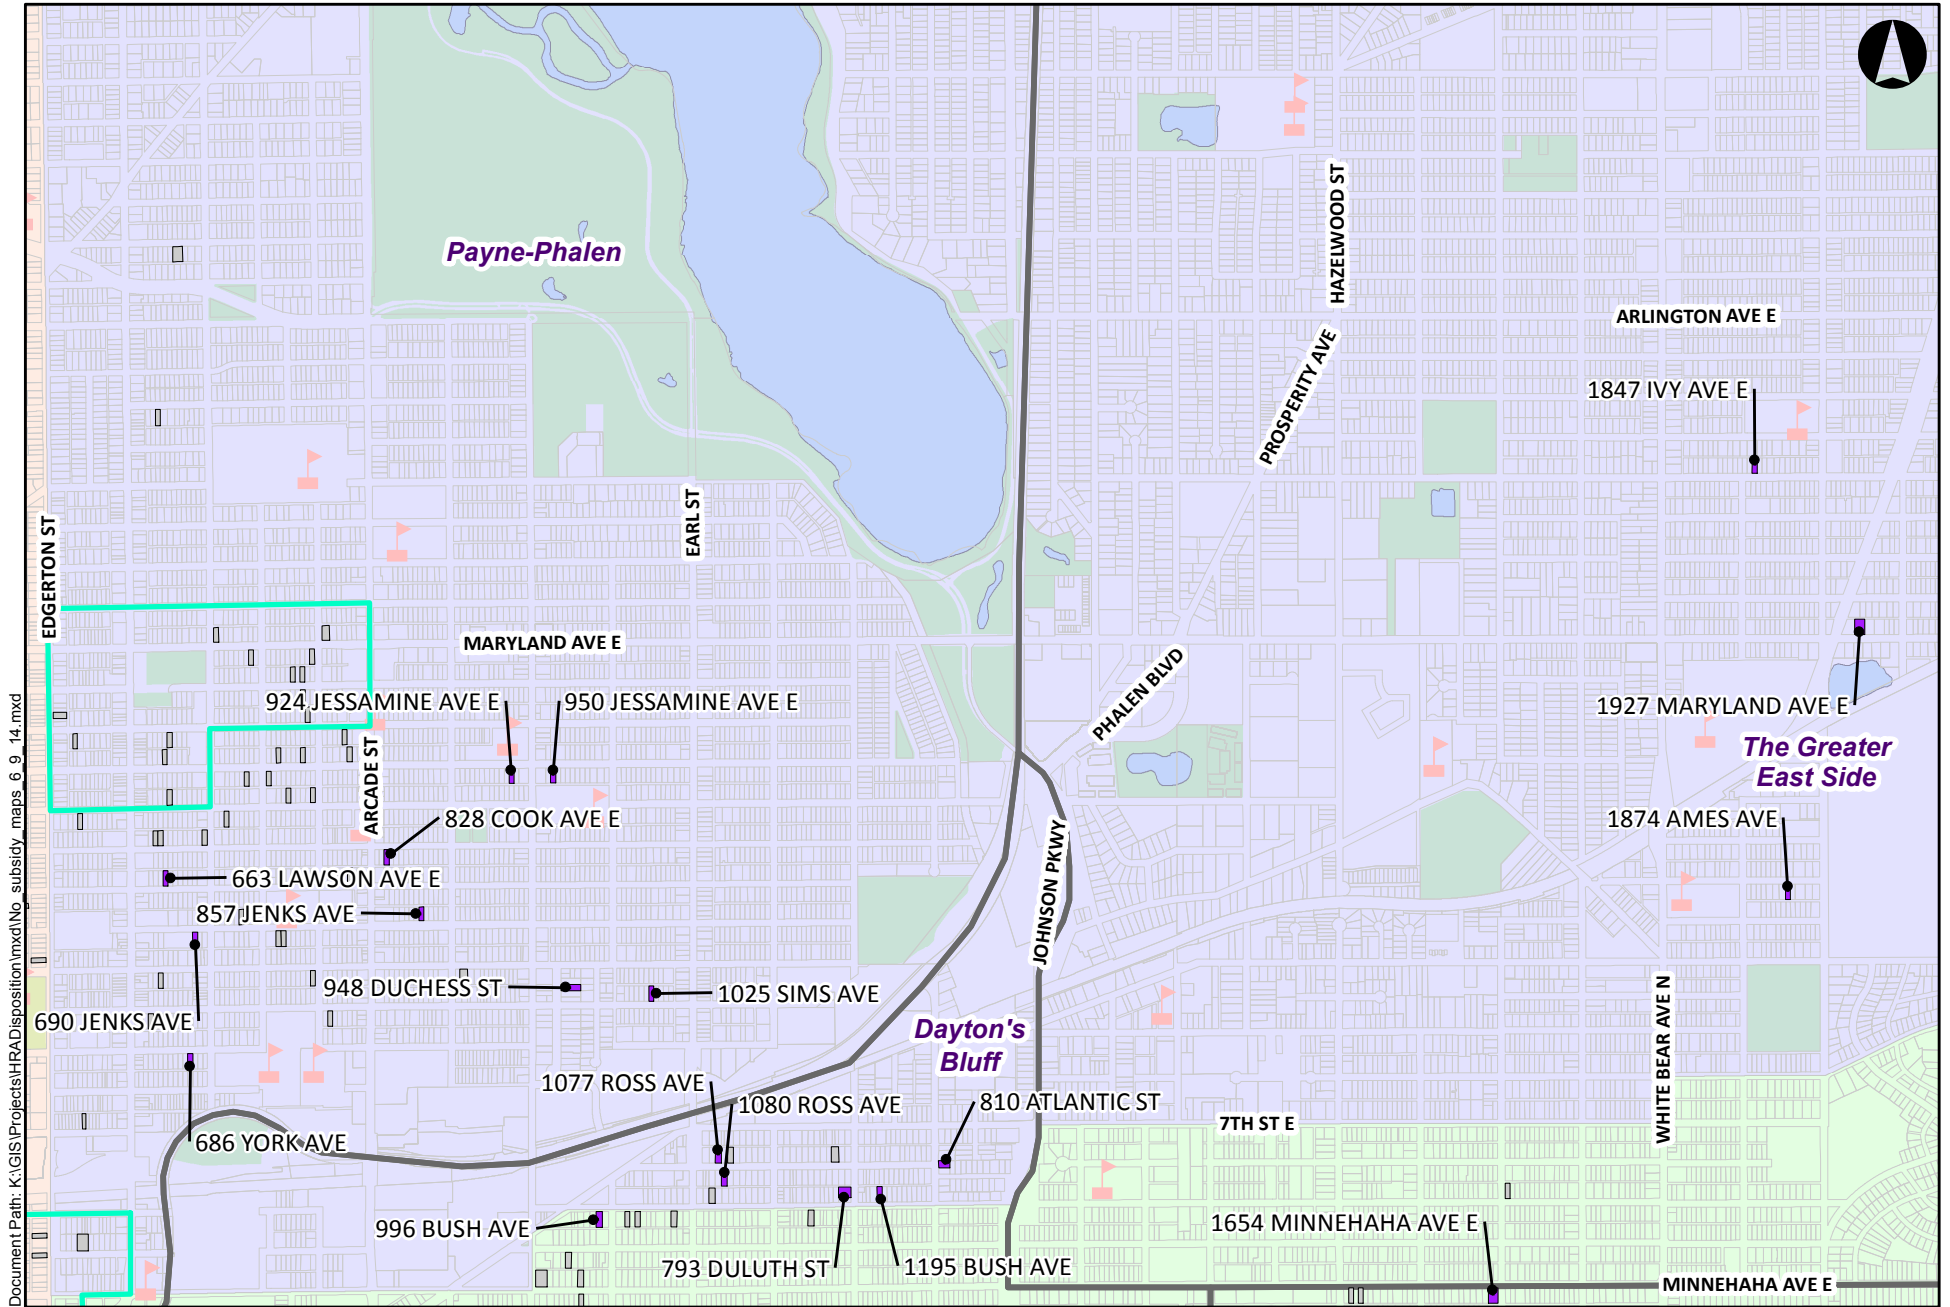 Payne-Phalen
HAZELWOOD ST
ARLINGTON AVE E
PROSPERITY AVE
1847 IVY AVE E
EARL ST
EDGERTON ST
MARYLAND AVE E
924 JESSAMINE AVE E
950 JESSAMINE AVE E
PHALEN BLVD
1927 MARYLAND AVE E
The Greater
East Side
ARCADE ST
828 COOK AVE E
1874 AMES AVE
663 LAWSON AVE E
857 JENKS AVE
JOHNSON PKWY
948 DUCHESS ST
1025 SIMS AVE
690 JENKS AVE
Dayton's
Bluff
WHITE BEAR AVE N
1077 ROSS AVE
1080 ROSS AVE
810 ATLANTIC ST
7TH ST E
686 YORK AVE
996 BUSH AVE
1654 MINNEHAHA AVE E
793 DULUTH ST
1195 BUSH AVE
MINNEHAHA AVE E
Document Path: K:\GIS\Projects\HRADisposition\mxd\No_subsidy_maps_6_9_14.mxd